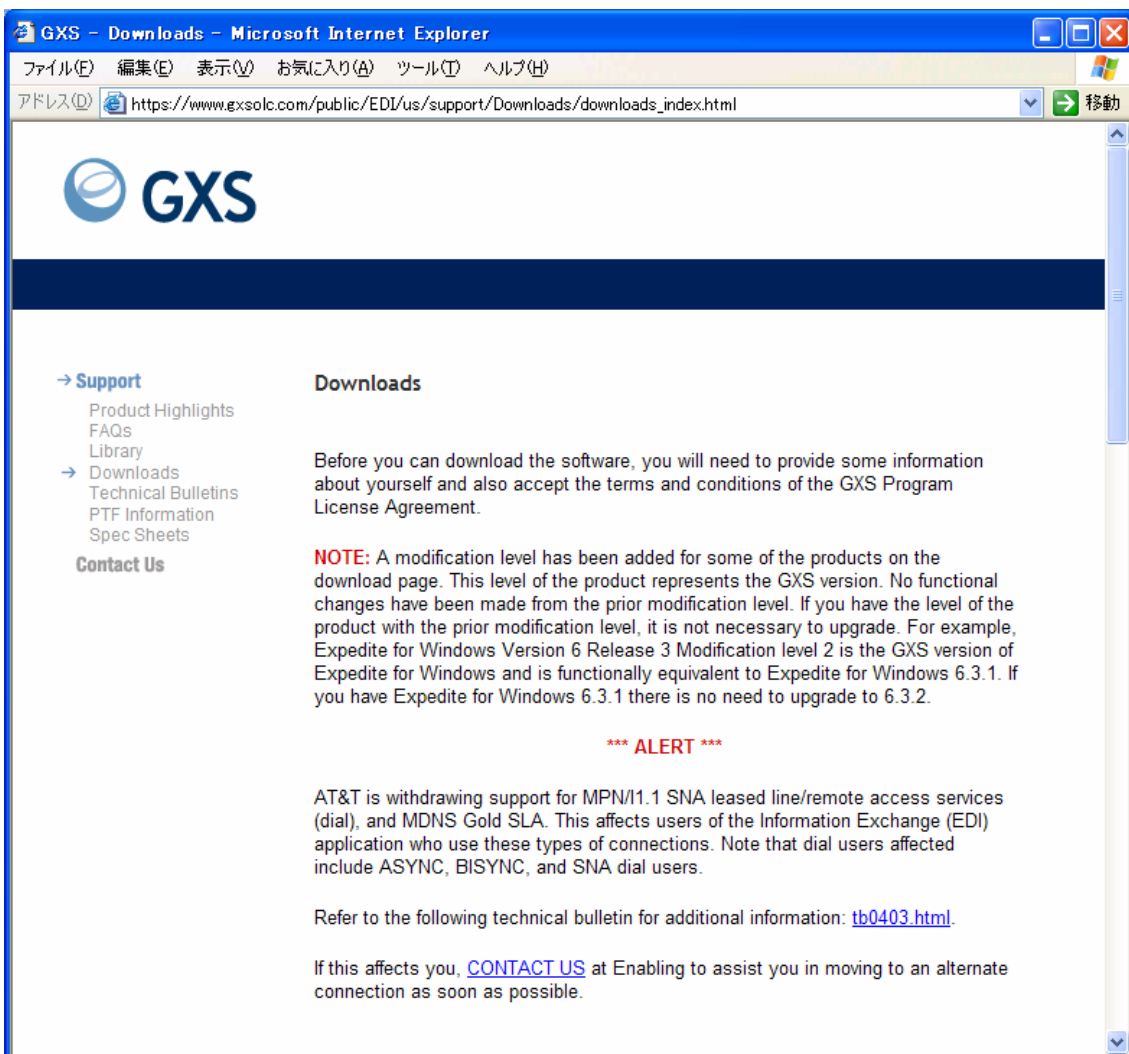 GXS - Downloads - Microsoft Internet Explorer
ファイル(F) 編集(E) 表示(V) お気に入り(A) ツール(T) ヘルプ(H)
アドレス(D) https://www.gxsolc.com/public/EDI/us/support/Downloads/downloads_index.html 移動
GXS
Support
Product Highlights
FAQs
Library
Downloads
Technical Bulletins
PTF Information
Spec Sheets
Contact Us
Downloads
Before you can download the software, you will need to provide some information
about yourself and also accept the terms and conditions of the GXS Program
License Agreement.
NOTE: A modification level has been added for some of the products on the
download page. This level of the product represents the GXS version. No functional
changes have been made from the prior modification level. If you have the level of the
product with the prior modification level, it is not necessary to upgrade. For example,
Expedite for Windows Version 6 Release 3 Modification level 2 is the GXS version of
Expedite for Windows and is functionally equivalent to Expedite for Windows 6.3.1. If
you have Expedite for Windows 6.3.1 there is no need to upgrade to 6.3.2.
*** ALERT ***
AT&T is withdrawing support for MPN/I1.1 SNA leased line/remote access services
(dial), and MDNS Gold SLA. This affects users of the Information Exchange (EDI)
application who use these types of connections. Note that dial users affected
include ASYNC, BISYNC, and SNA dial users.
Refer to the following technical bulletin for additional information: tb0403.html.
If this affects you, CONTACT US at Enabling to assist you in moving to an alternate
connection as soon as possible.